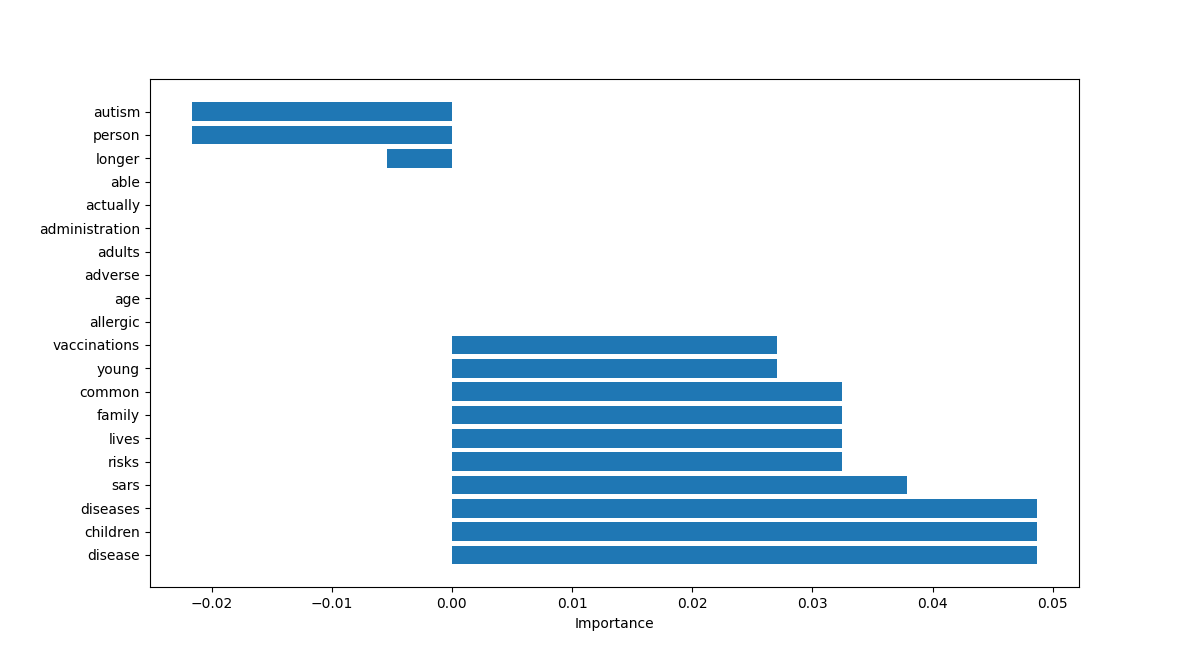 autism
person
longer
able
actually
administration
adults
adverse
age
allergic
vaccinations
young
common
family
lives
risks
sars
diseases
children
disease
−0.02 −0.01 0.00 0.01 0.02 0.03 0.04 0.05
Importance